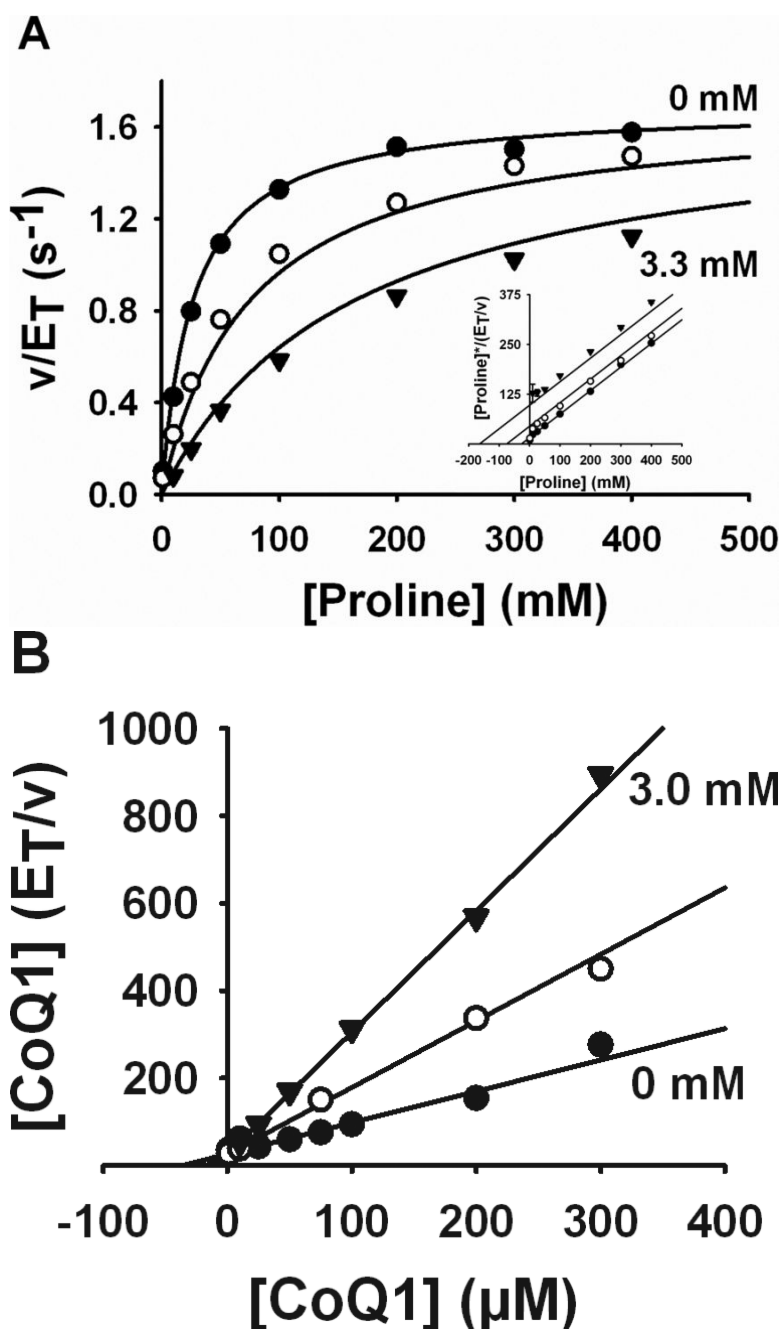 A
1.6
1.2
0.8
0.4
0.0
v/ET (s-1)
0 mM
3.3 mM
375
250
125
[Proline]*/(ET/v)
-200 -100 0 100 200 300 400 500
[Proline] (mM)
0 100 200 300 400 500
[Proline] (mM)
B
1000
800
600
400
200
[CoQ1] (ET/v)
3.0 mM
0 mM
-100 0 100 200 300 400
[CoQ1] (μM)